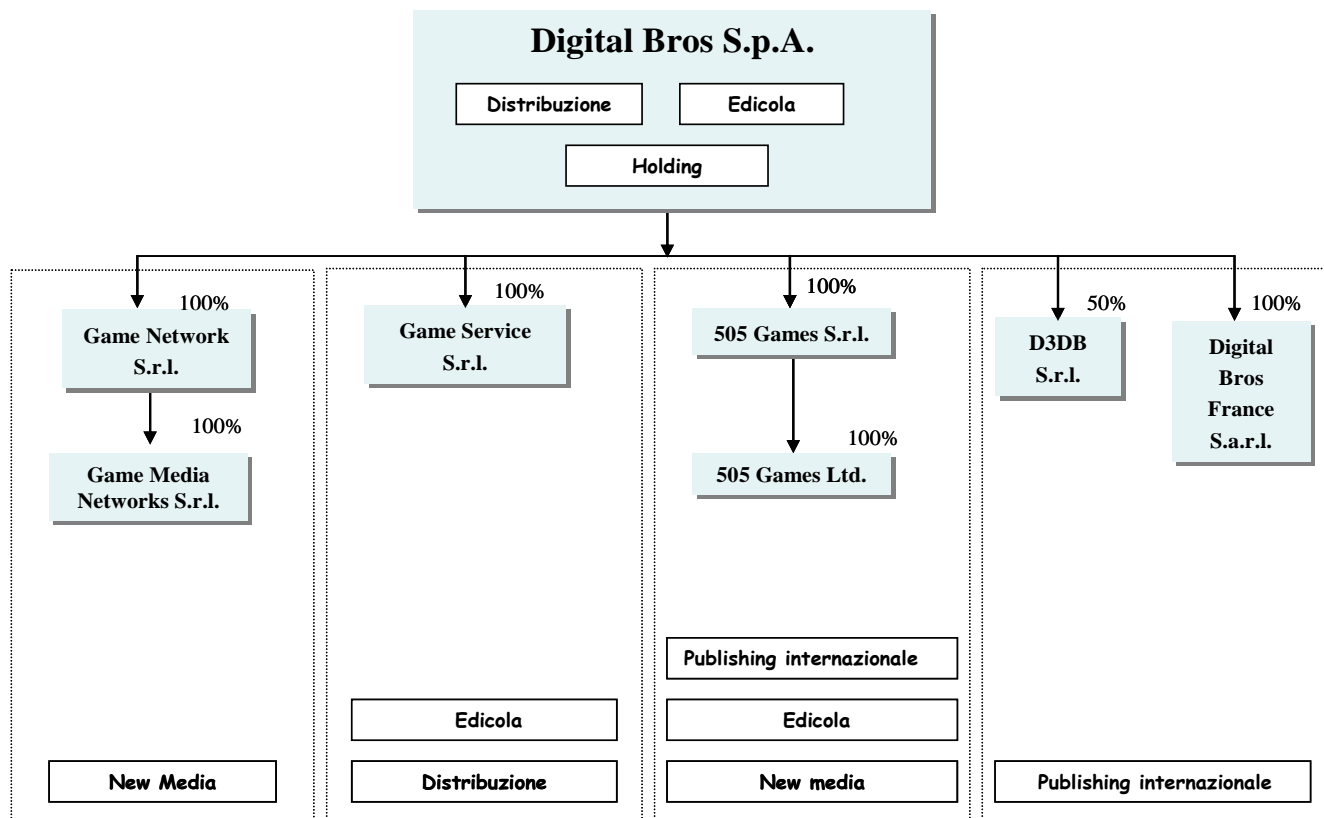 Digital Bros S.p.A.
Distribuzione
Edicola
Holding
100%
Game Network
S.r.l.
100%
Game Media
Networks S.r.l.
New Media
100%
Game Service
S.r.l.
Edicola
Distribuzione
100%
505 Games S.r.l.
100%
505 Games Ltd.
Publishing internazionale
Edicola
New media
50%
D3DB
S.r.l.
100%
Digital
Bros
France
S.a.r.l.
Publishing internazionale